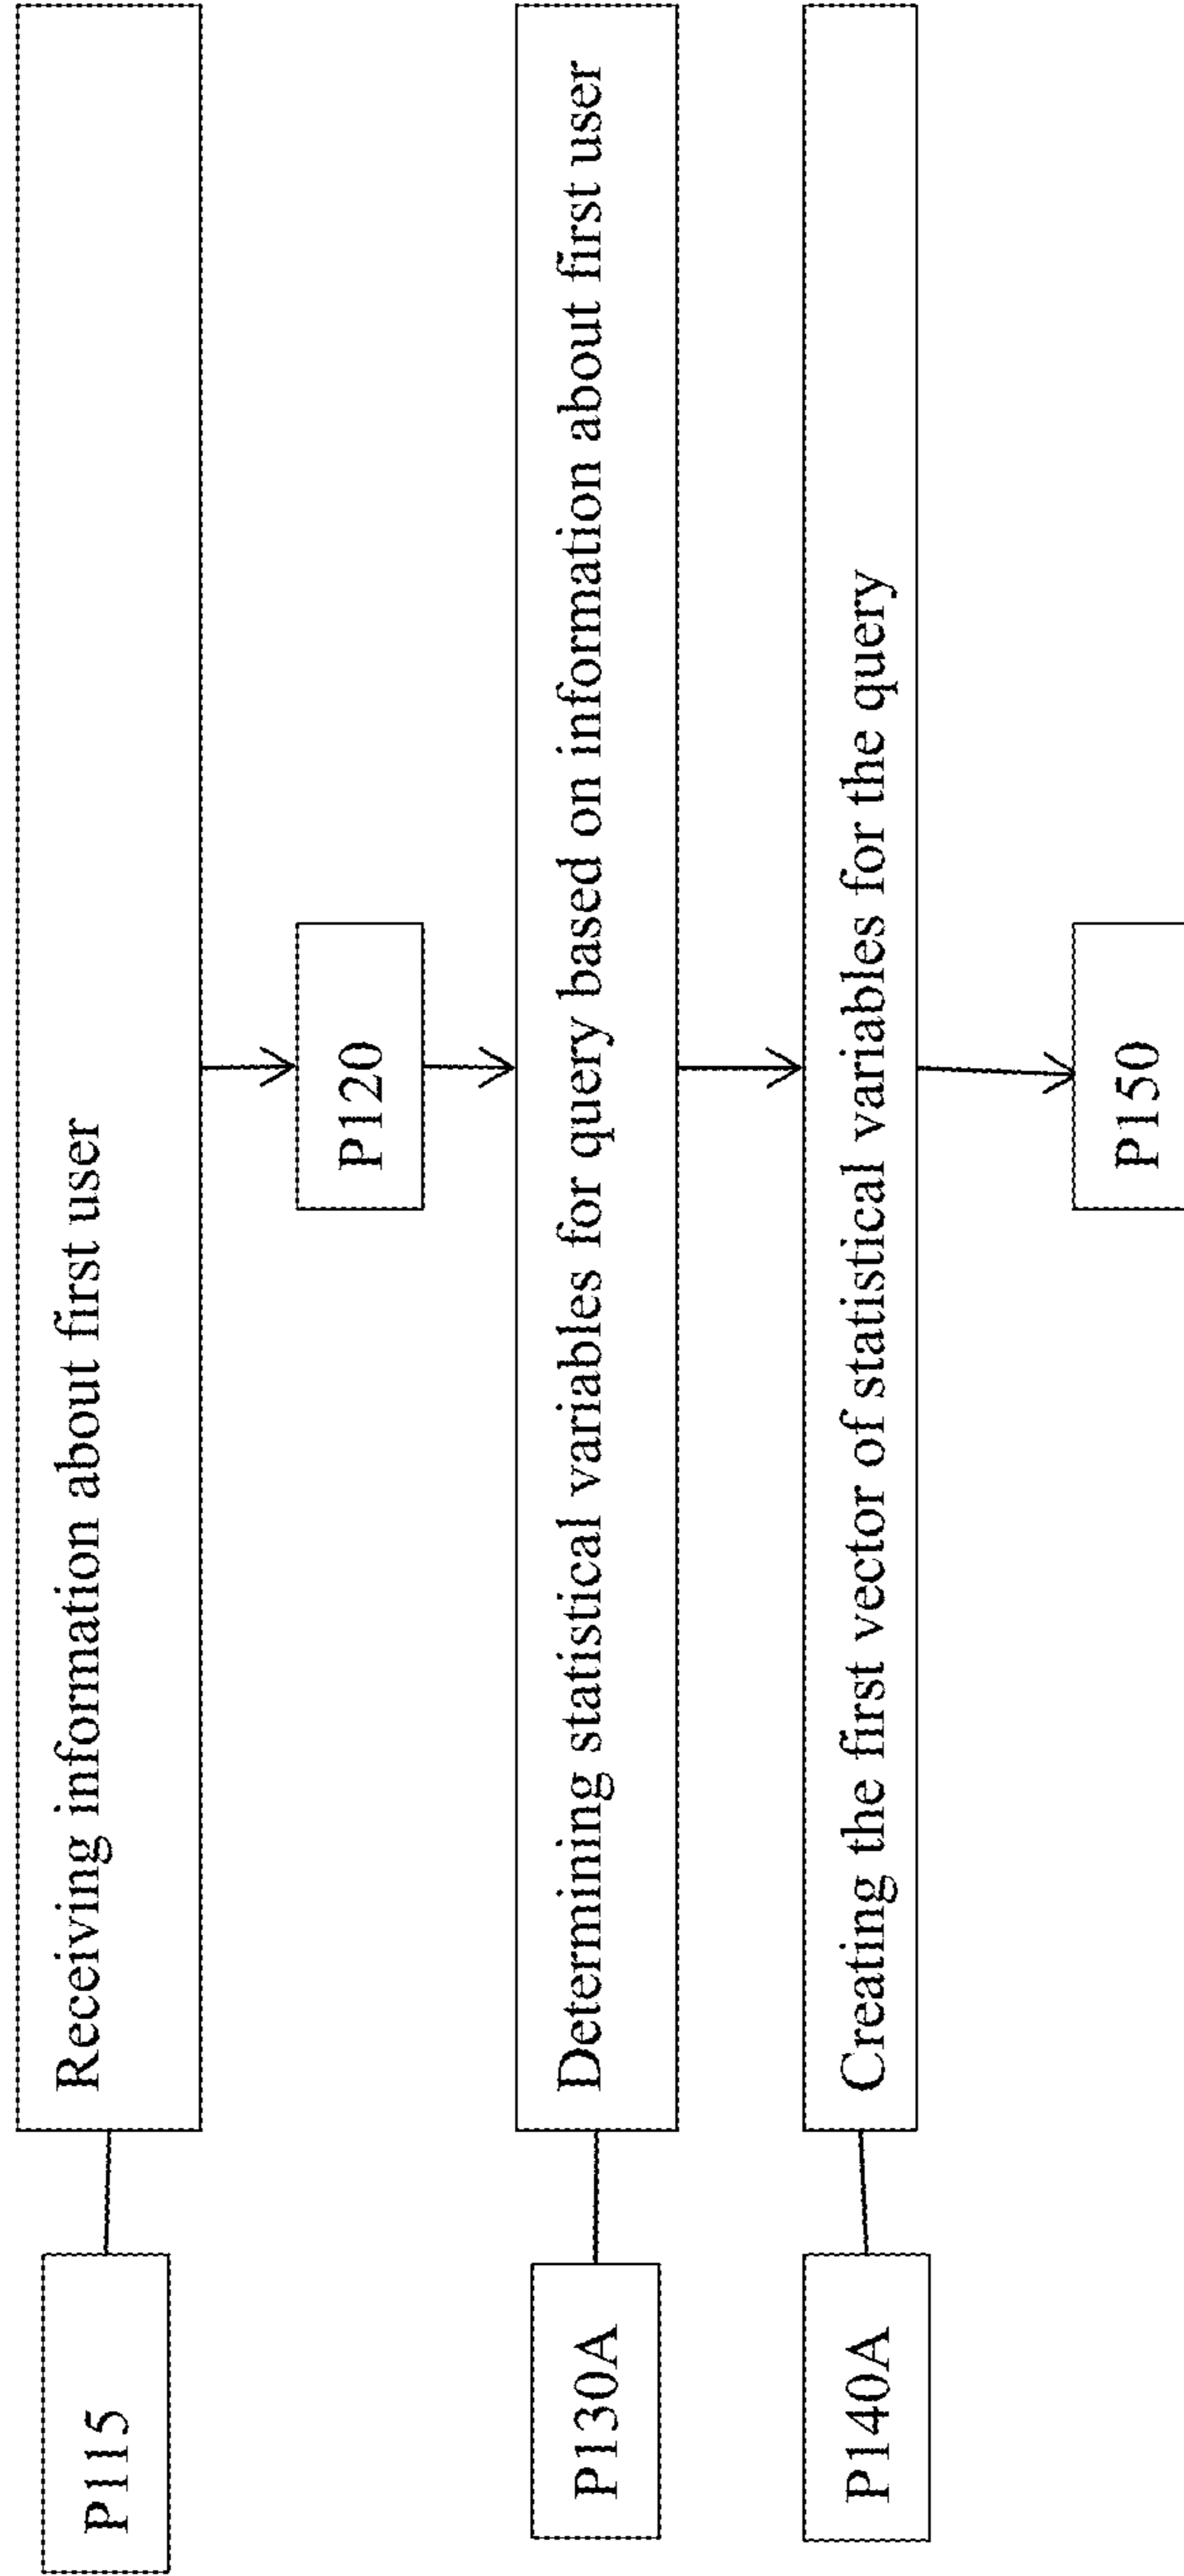 P115
Receiving information about first user
P120
P130A
Determining statistical variables for query based on information about first user
P140A
Creating the first vector of statistical variables for the query
P150